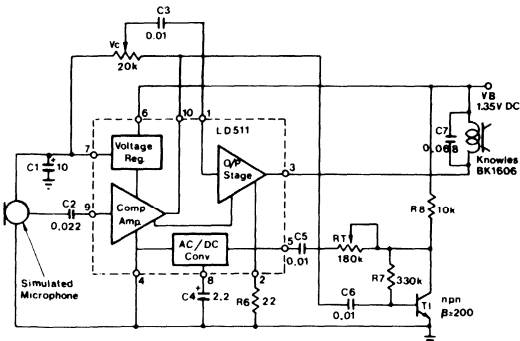 C3
0.01
Vc
20k
6
10
1
LD511
VB
1.35V DC
7
Voltage
Reg.
O/P
Stage
3
C7
0.068
Knowles
BK1606
C1
10
C2
0.022
9
Comp
Amp
R8
10k
AC/DC
Conv
5
C5
0.01
RT
180k
R7
330k
Simulated
Microphone
4
8
2
C4
2.2
R6
22
C6
0.01
T1
npn
β≥200